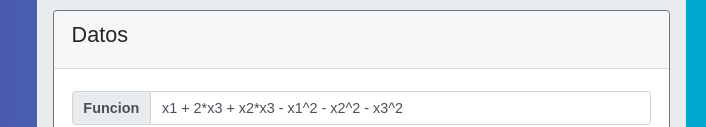 Datos
Funcion x1 + 2*x3 + x2*x3 - x1^2 - x2^2 - x3^2